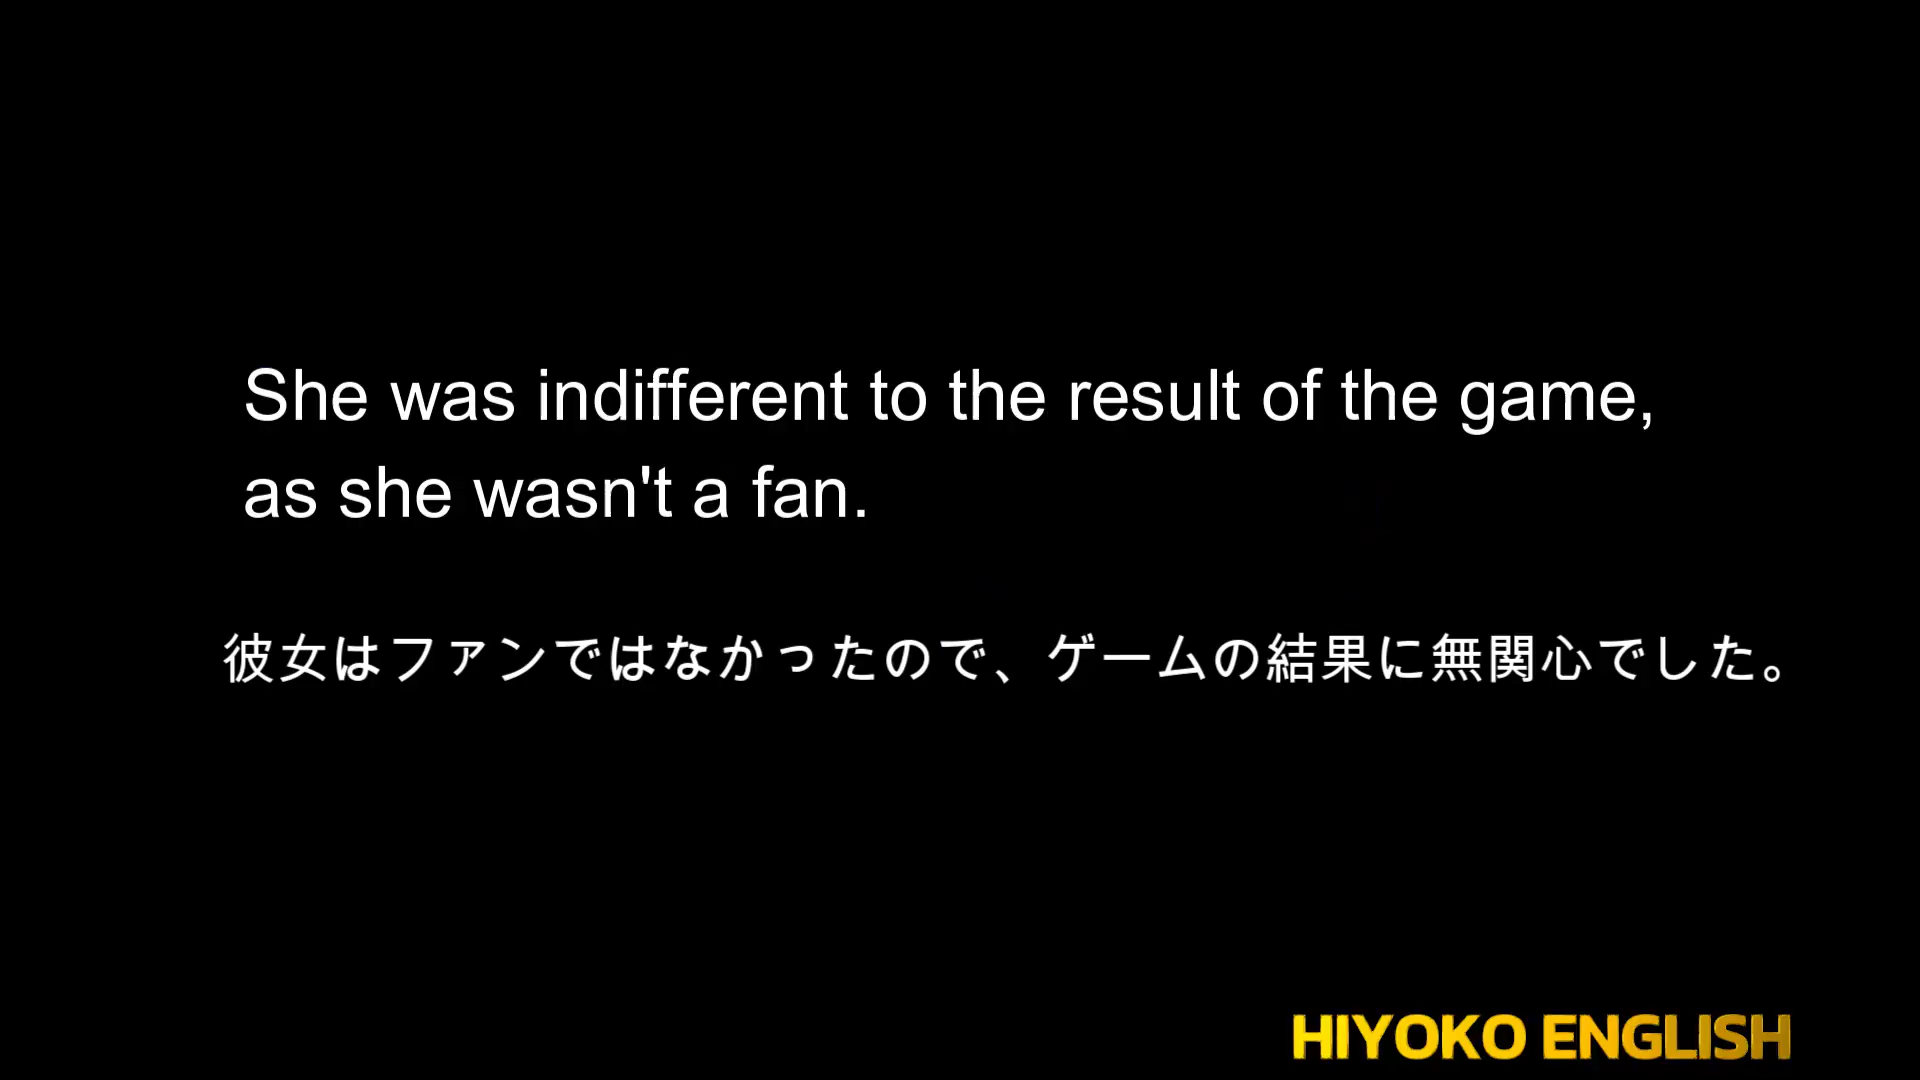 She was indifferent to the result of the game,
as she wasn't a fan.
彼女はファンではなかったので、ゲームの結果に無関心でした。
HIYOKO ENGLISH